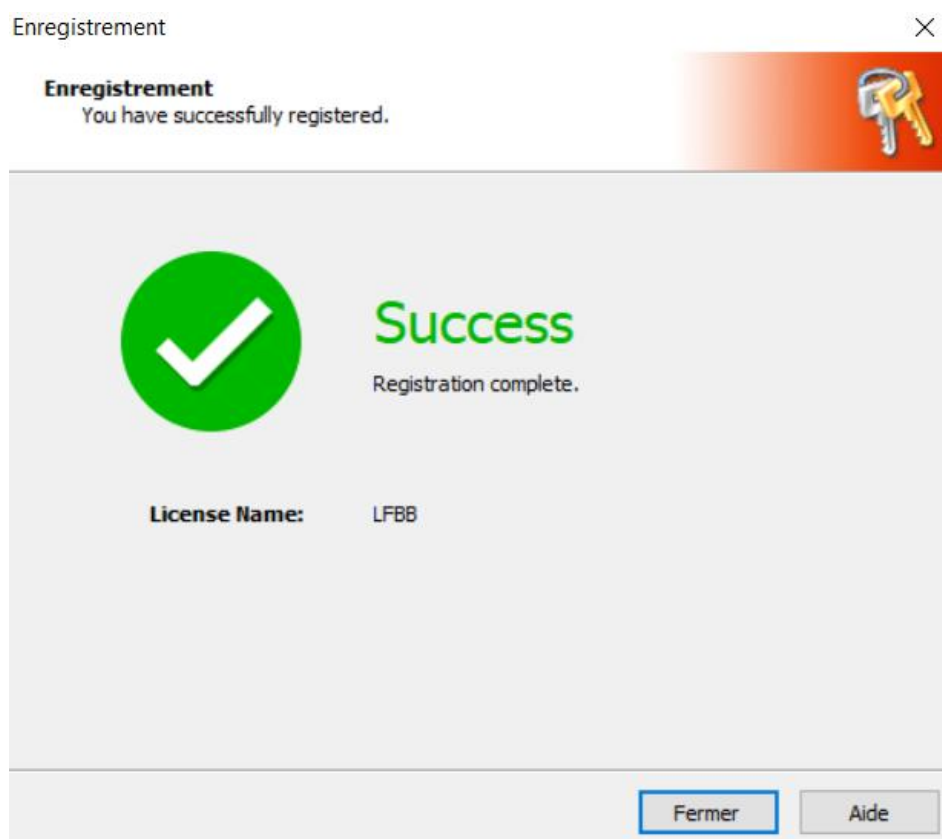 Enregistrement
Enregistrement
You have successfully registered.
Success
Registration complete.
License Name: LFBB
Fermer Aide